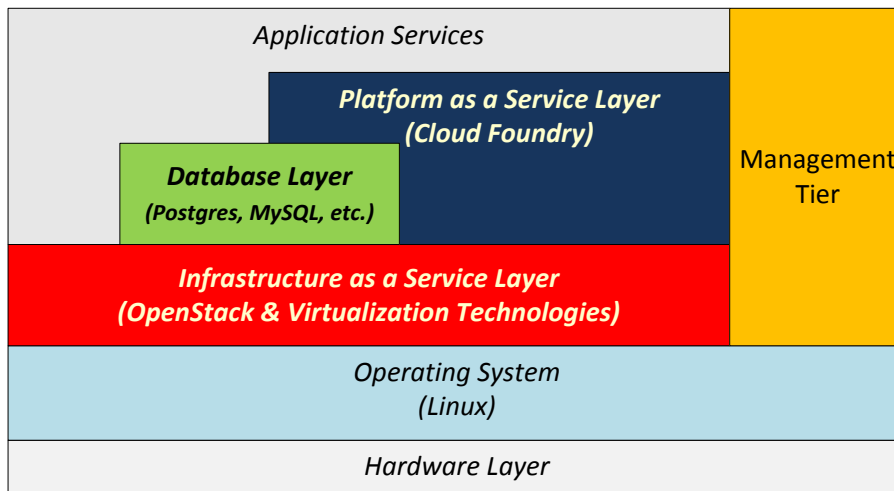 Application Services
Platform as a Service Layer
(Cloud Foundry)
Management
Tier
Database Layer
(Postgres, MySQL, etc.)
Infrastructure as a Service Layer
(OpenStack & Virtualization Technologies)
Operating System
(Linux)
Hardware Layer